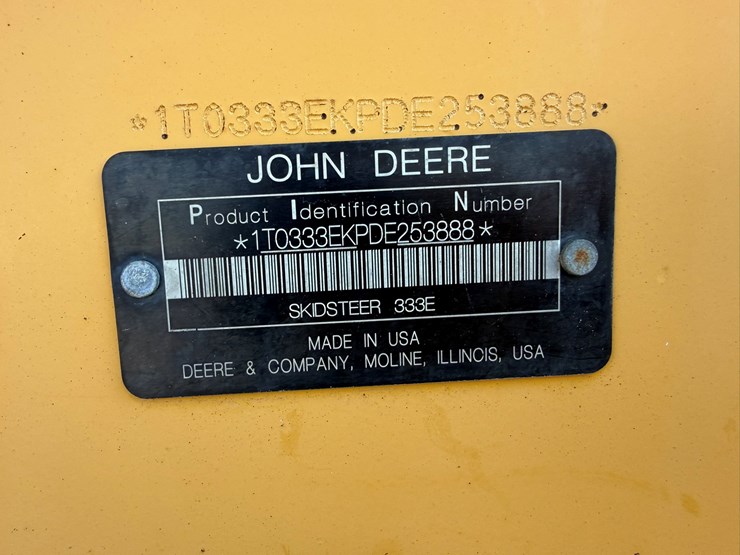 *1T0333EKPDE253888*
JOHN DEERE
Product Identification Number
*1T0333EKPDE253888*
SKIDSTEER 333E
MADE IN USA
DEERE & COMPANY, MOLINE, ILLINOIS, USA